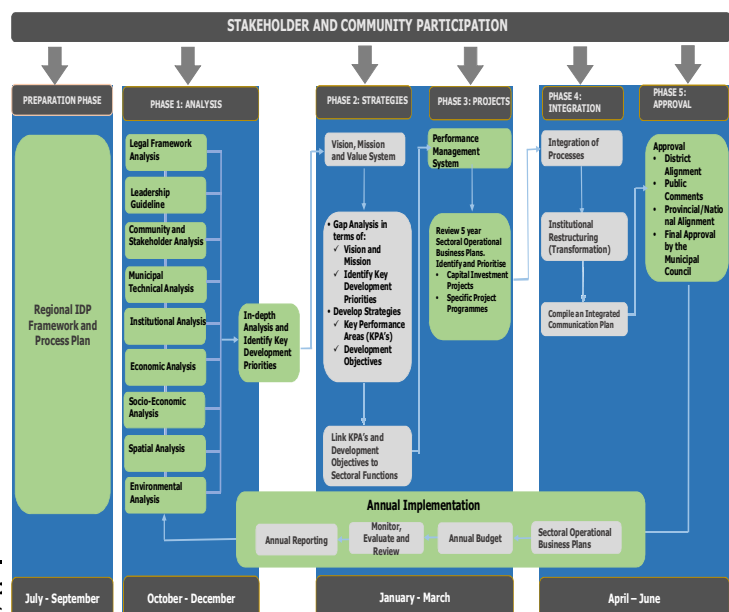 STAKEHOLDER AND COMMUNITY PARTICIPATION
PREPARATION PHASE
Regional IDP
Framework and
Process Plan
July - September
PHASE 1: ANALYSIS
Legal Framework
Analysis
Leadership
Guideline
Community and
Stakeholder Analysis
Municipal
Technical Analysis
Institutional Analysis
Economic Analysis
Socio-Economic
Analysis
Spatial Analysis
Environmental
Analysis
In-depth
Analysis and
Identify Key
Development
Priorities
October - December
PHASE 2: STRATEGIES
Vision, Mission
and Value System
• Gap Analysis in
terms of:
✓ Vision and
Mission
✓ Identify Key
Development
Priorities
• Develop Strategies
✓ Key Performance
Areas (KPA's)
✓ Development
Objectives
Link KPA's and
Development
Objectives to
Sectoral Functions
PHASE 3: PROJECTS
Performance
Management
System
Review 5 year
Sectoral Operational
Business Plans.
Identify and Prioritise
• Capital Investment
Projects
• Specific Project
Programmes
January - March
PHASE 4:
INTEGRATION
Integration of
Processes
Institutional
Restructuring
(Transformation)
Compile an Integrated
Communication Plan
PHASE 5:
APPROVAL
Approval
• District
Alignment
• Public
Comments
• Provincial/Natio
nal Alignment
• Final Approval
by the
Municipal
Council
April – June
Annual Implementation
Annual Reporting
Monitor,
Evaluate and
Review
Annual Budget
Sectoral Operational
Business Plans